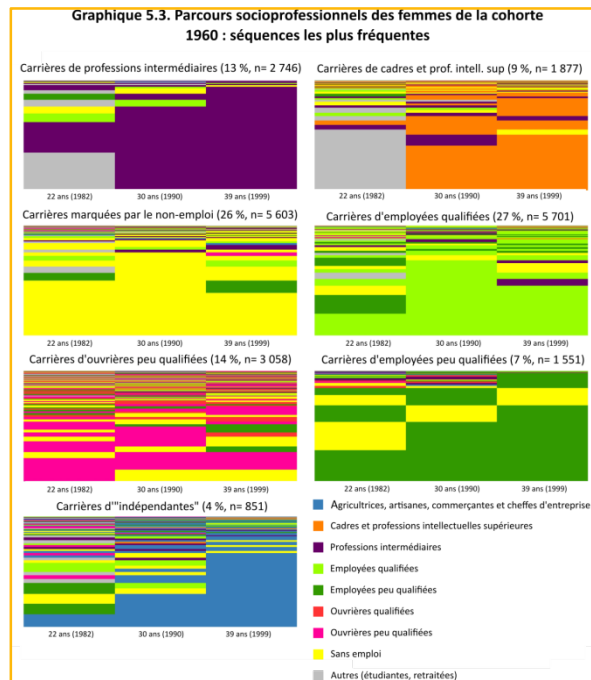 Graphique 5.3. Parcours socioprofessionnels des femmes de la cohorte
1960 : séquences les plus fréquentes
Carrières de professions intermédiaires (13 %, n= 2 746)
22 ans (1982) 30 ans (1990) 39 ans (1999)
Carrières de cadres et prof. intell. sup (9 %, n= 1 877)
22 ans (1982) 30 ans (1990) 39 ans (1999)
Carrières marquées par le non-emploi (26 %, n= 5 603)
22 ans (1982) 30 ans (1990) 39 ans (1999)
Carrières d'employées qualifiées (27 %, n= 5 701)
22 ans (1982) 30 ans (1990) 39 ans (1999)
Carrières d'ouvrières peu qualifiées (14 %, n= 3 058)
22 ans (1982) 30 ans (1990) 39 ans (1999)
Carrières d'employées peu qualifiées (7 %, n= 1 551)
22 ans (1982) 30 ans (1990) 39 ans (1999)
Carrières d'"indépendantes" (4 %, n= 851)
22 ans (1982) 30 ans (1990) 39 ans (1999)
Agricultrices, artisanes, commerçantes et cheffes d'entreprise
Cadres et professions intellectuelles supérieures
Professions intermédiaires
Employées qualifiées
Employées peu qualifiées
Ouvrières qualifiées
Ouvrières peu qualifiées
Sans emploi
Autres (étudiantes, retraitées)